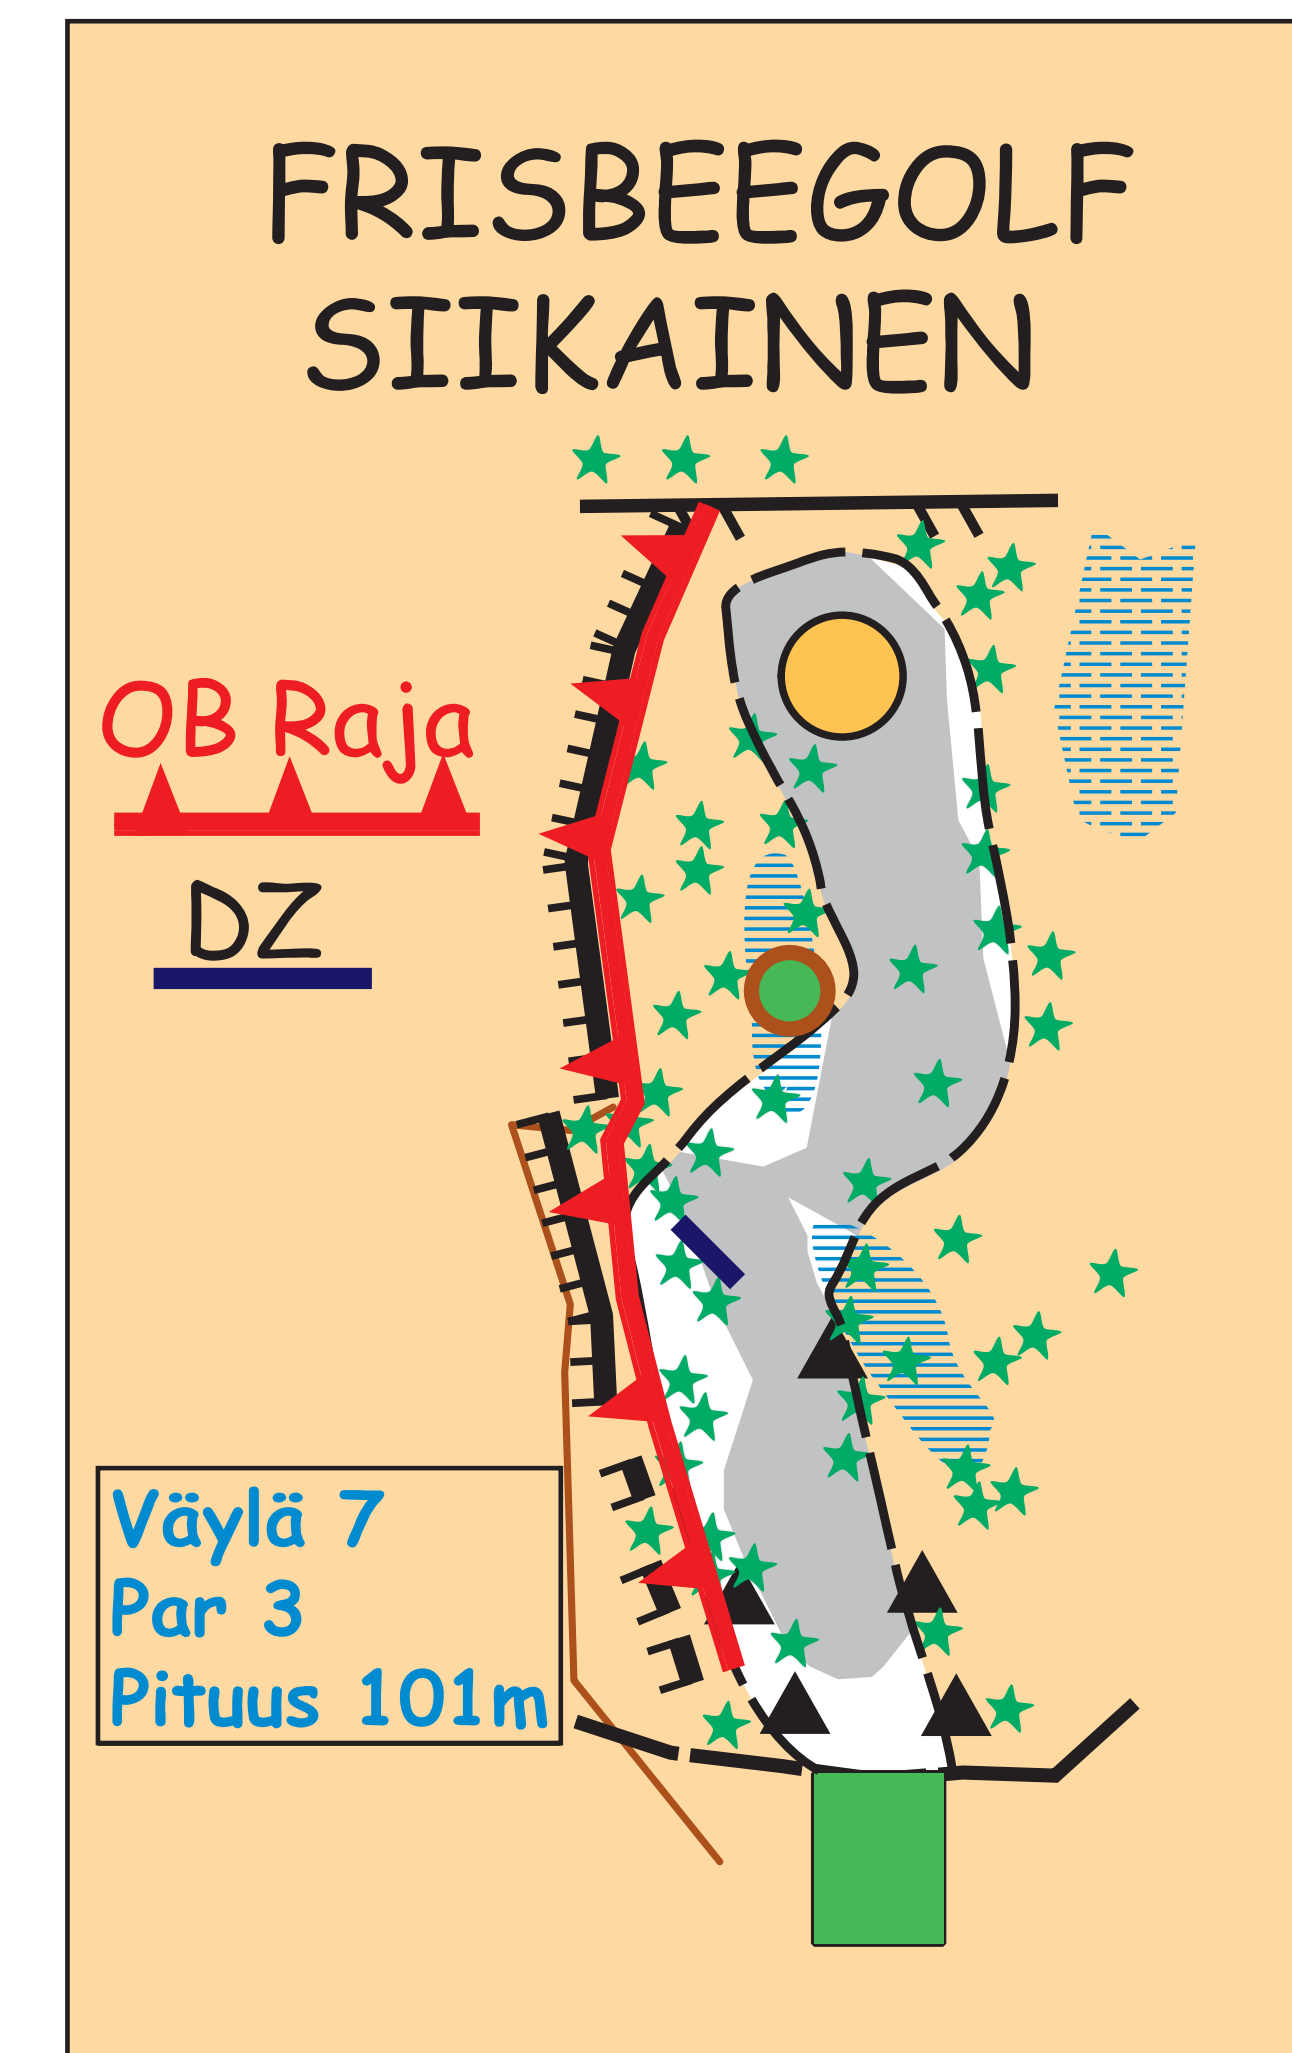 FRISBEEGOLF
SIIKAINEN
OB Raja
DZ
Väylä 7
Par 3
Pituus 101m